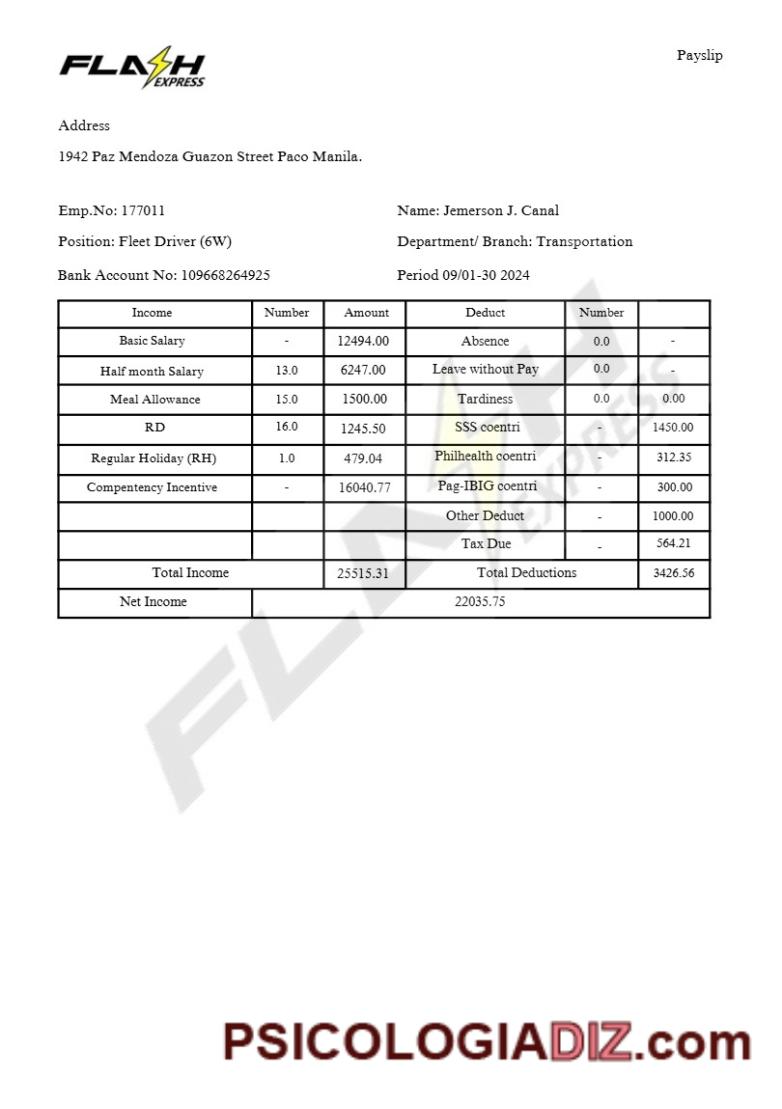 FLASH EXPRESS
Payslip
Address
1942 Paz Mendoza Guazon Street Paco Manila.
Emp.No: 177011 Name: Jemerson J. Canal
Position: Fleet Driver (6W) Department/ Branch: Transportation
Bank Account No: 109668264925 Period 09/01-30 2024
Income Number Amount Deduct Number
Basic Salary - 12494.00 Absence 0.0 -
Half month Salary 13.0 6247.00 Leave without Pay 0.0 -
Meal Allowance 15.0 1500.00 Tardiness 0.0 0.00
RD 16.0 1245.50 SSS coentri - 1450.00
Regular Holiday (RH) 1.0 479.04 Philhealth coentri - 312.35
Compentency Incentive - 16040.77 Pag-IBIG coentri - 300.00
Other Deduct - 1000.00
Tax Due - 564.21
Total Income 25515.31 Total Deductions 3426.56
Net Income 22035.75
FLASH EXPRESS
PSICOLOGIADIZ.com